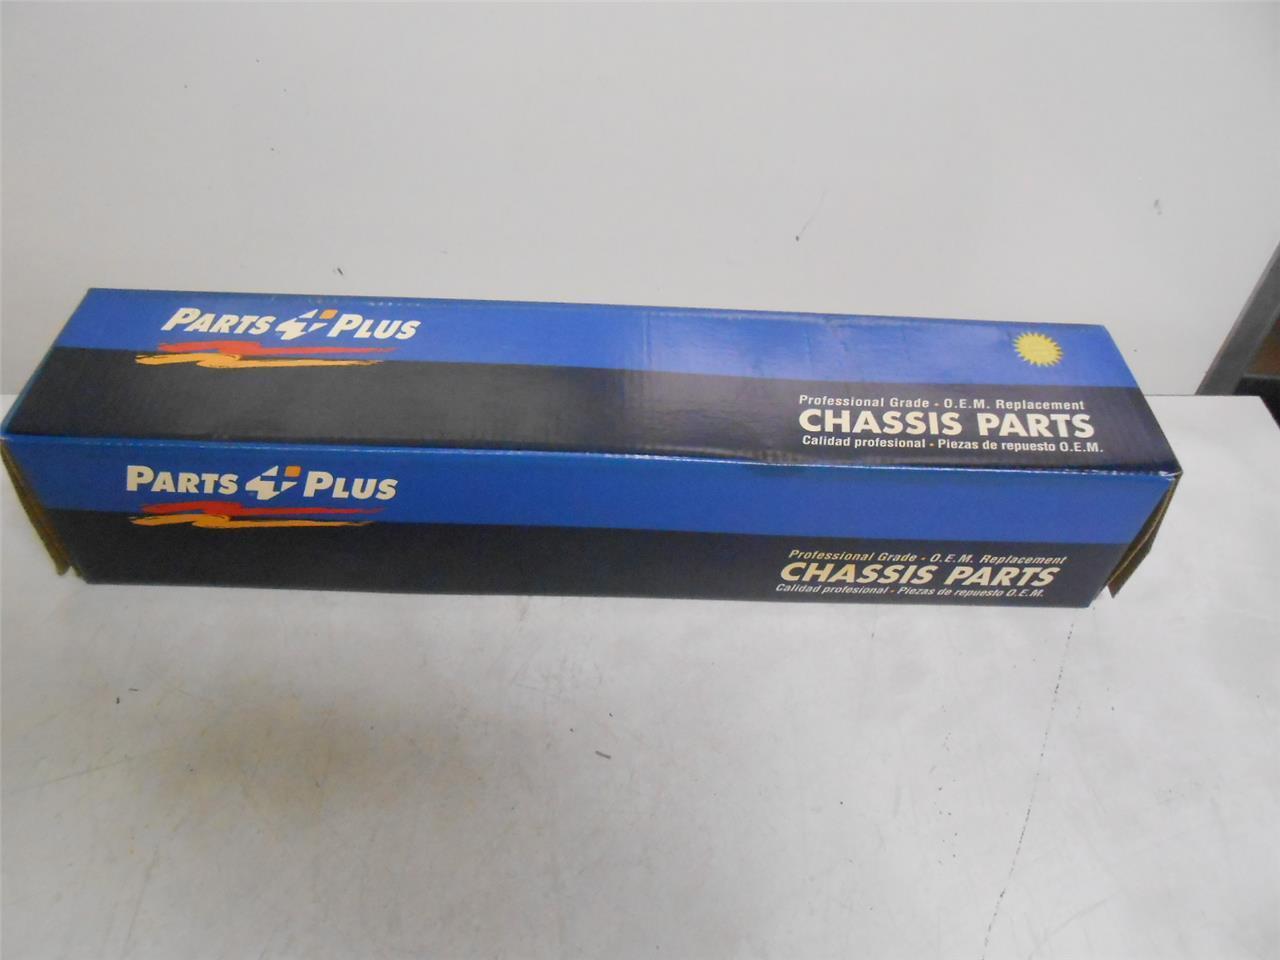 PARTS PLUS
Professional Grade - O.E.M. Replacement
CHASSIS PARTS
Calidad profesional - Piezas de repuesto O.E.M.
PARTS PLUS
Professional Grade - O.E.M. Replacement
CHASSIS PARTS
Calidad profesional - Piezas de repuesto O.E.M.